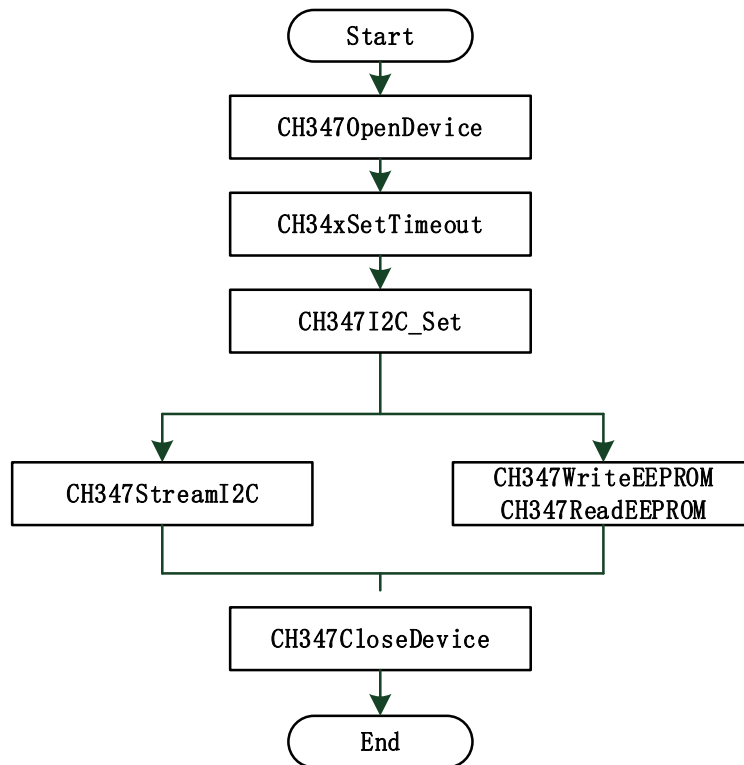 Start
CH347OpenDevice
CH34xSetTimeout
CH347I2C_Set
CH347StreamI2C
CH347WriteEEPROM
CH347ReadEEPROM
CH347CloseDevice
End